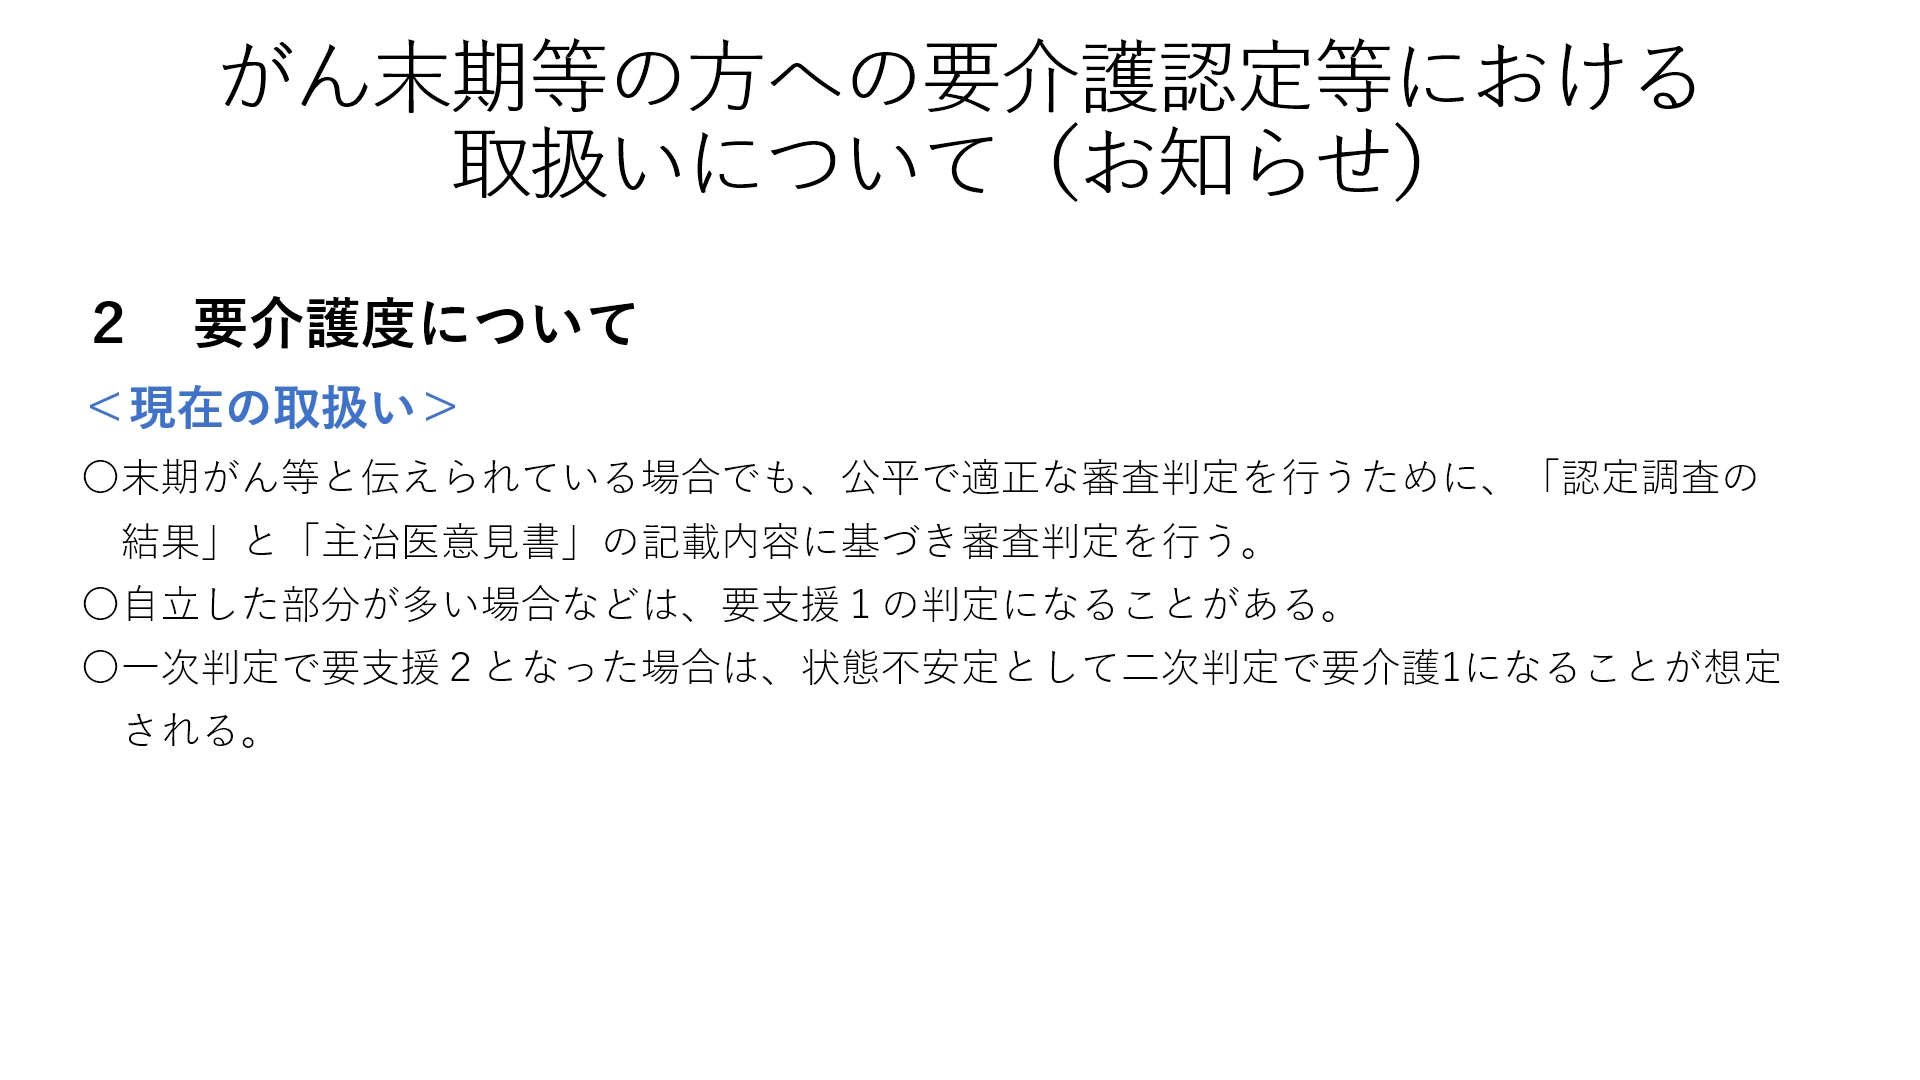 がん末期等の方への要介護認定等における
取扱いについて（お知らせ）
２　要介護度について
＜現在の取扱い＞
〇末期がん等と伝えられている場合でも、公平で適正な審査判定を行うために、「認定調査の
結果」と「主治医意見書」の記載内容に基づき審査判定を行う。
〇自立した部分が多い場合などは、要支援１の判定になることがある。
〇一次判定で要支援２となった場合は、状態不安定として二次判定で要介護1になることが想定
される。